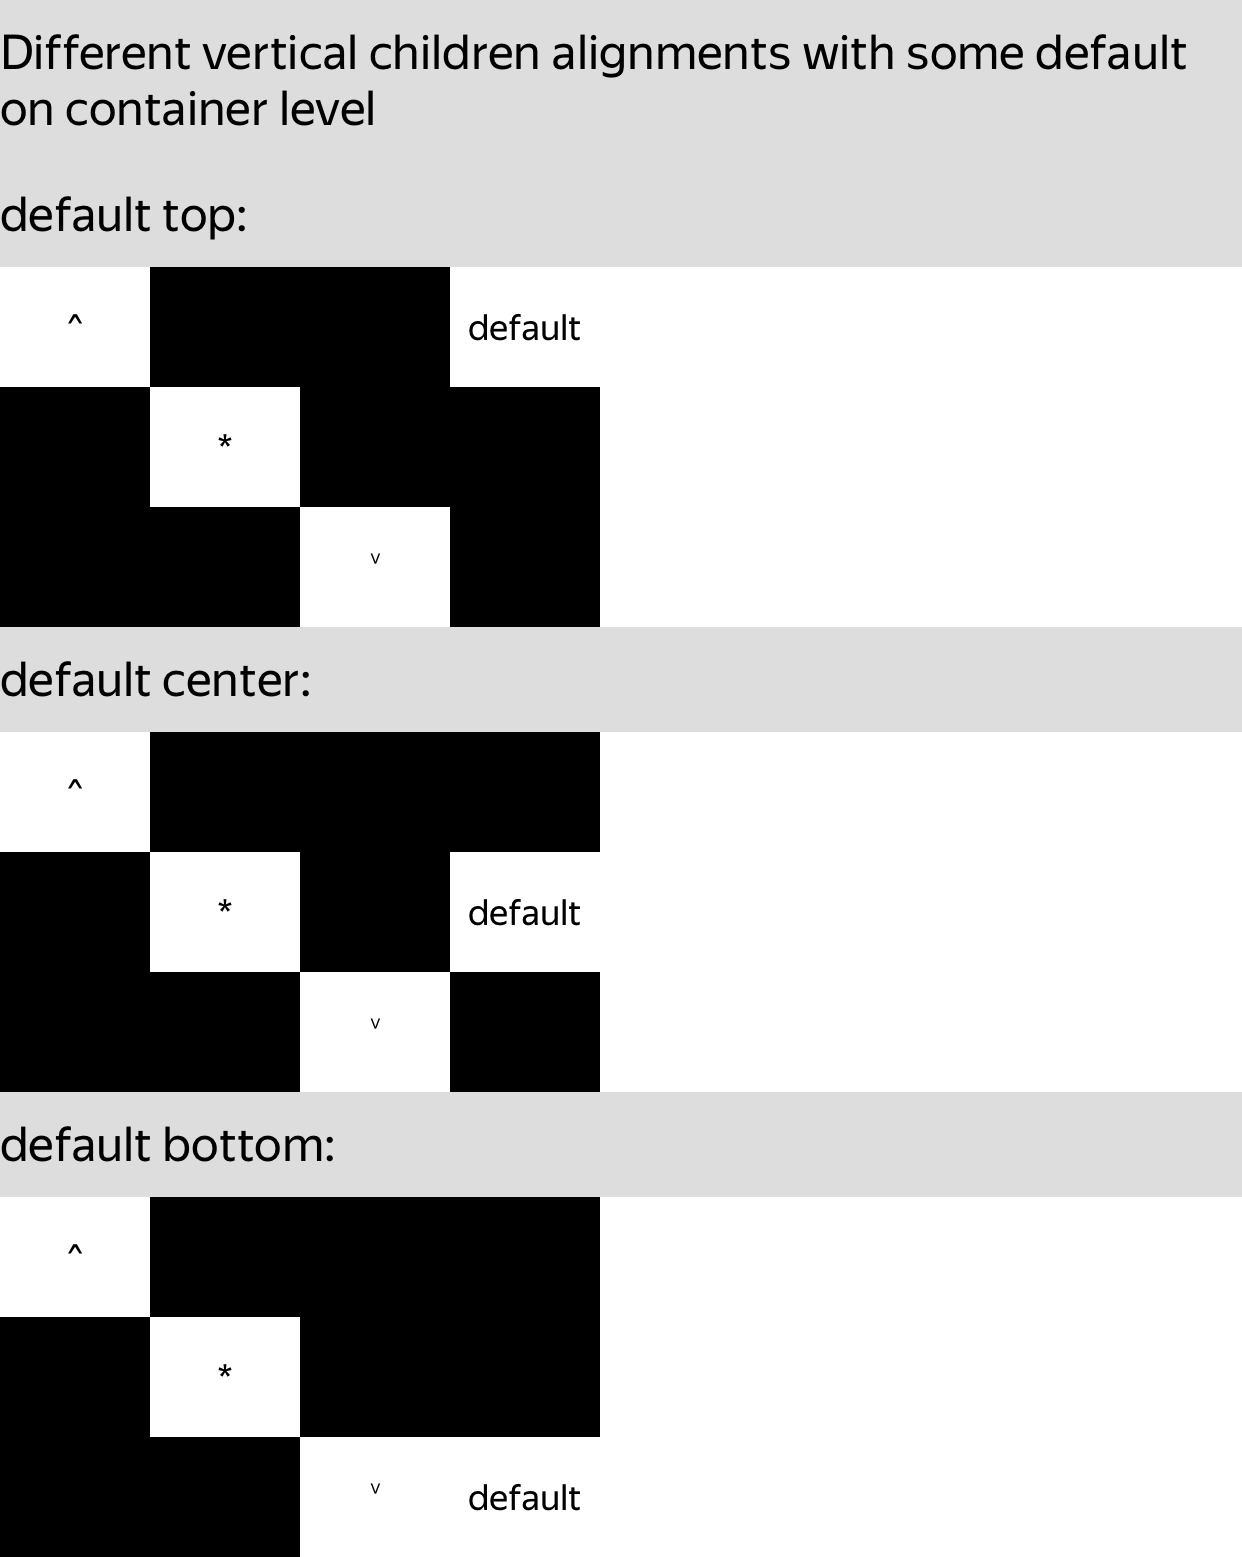 Different vertical children alignments with some default
on container level
default top:
^
default
*
˅
default center:
^
*
default
˅
default bottom:
^
*
˅
default